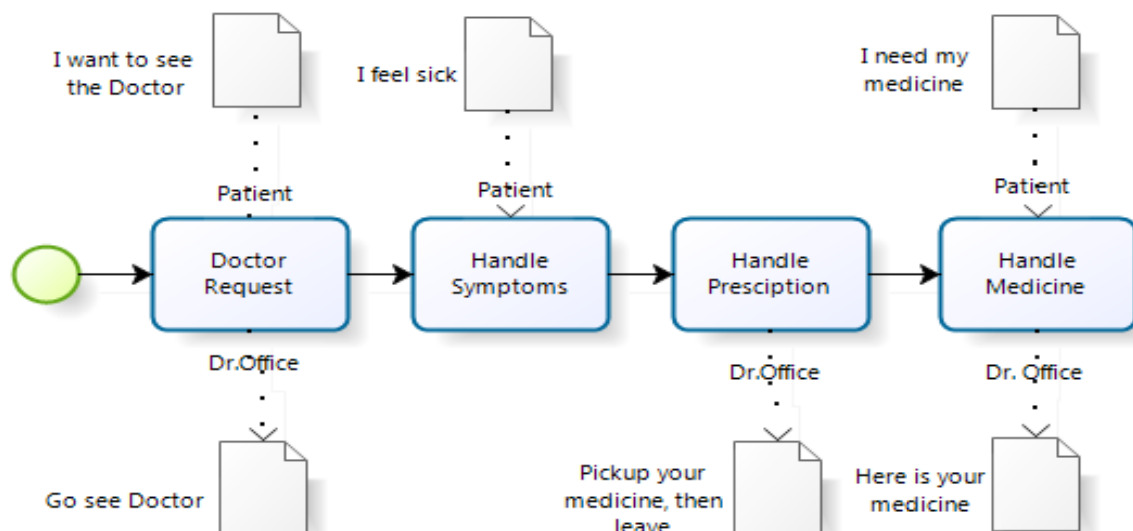 I want to see
the Doctor
I feel sick
I need my
medicine
Patient
Patient
Patient
Doctor
Request
Handle
Symptoms
Handle
Presciption
Handle
Medicine
Dr.Office
Dr.Office
Dr. Office
Go see Doctor
Pickup your
medicine, then
leave
Here is your
medicine